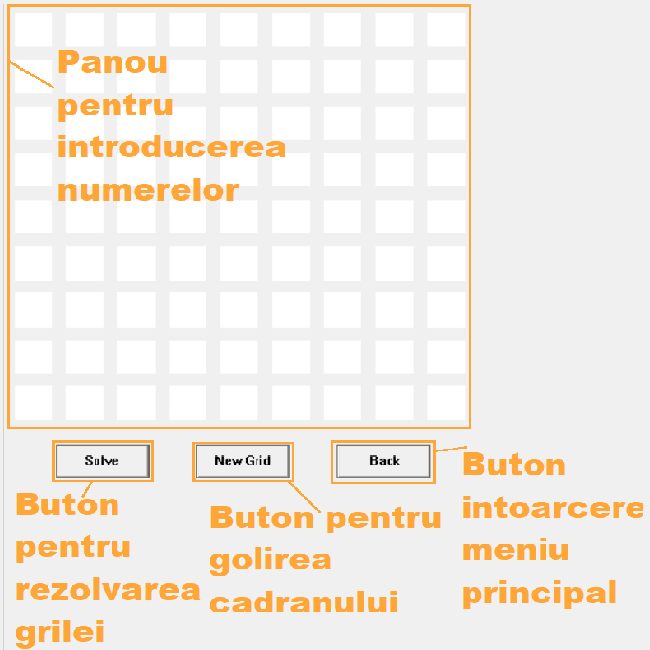 Panou
pentru
introducerea
numerelor
Solve
New Grid
Back
Buton
pentru
rezolvarea
grilei
Buton pentru
golirea
cadranului
Buton
intoarcere
meniu
principal